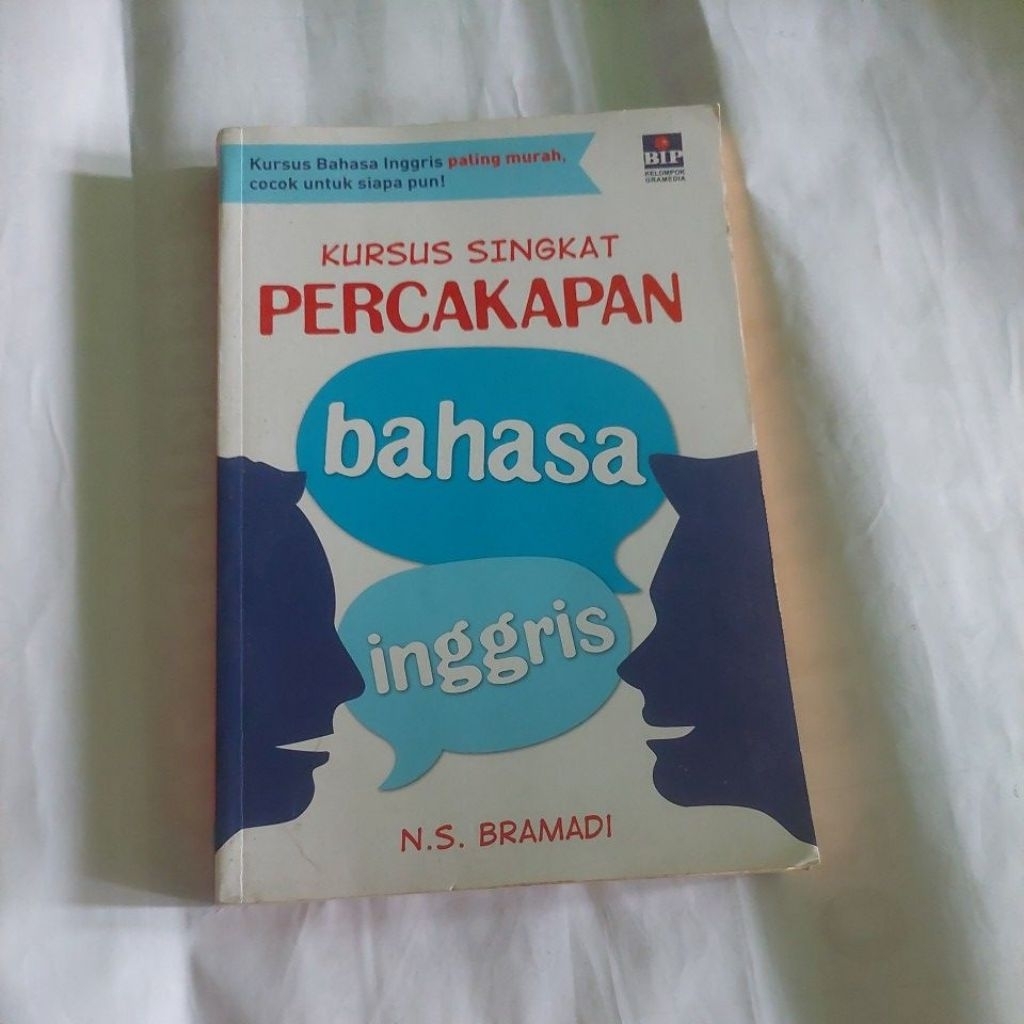 Kursus Bahasa Inggris paling murah,
cocok untuk siapa pun!
BIP
KELOMPOK
GRAMEDIA
KURSUS SINGKAT
PERCAKAPAN
bahasa
inggris
N.S. BRAMADI